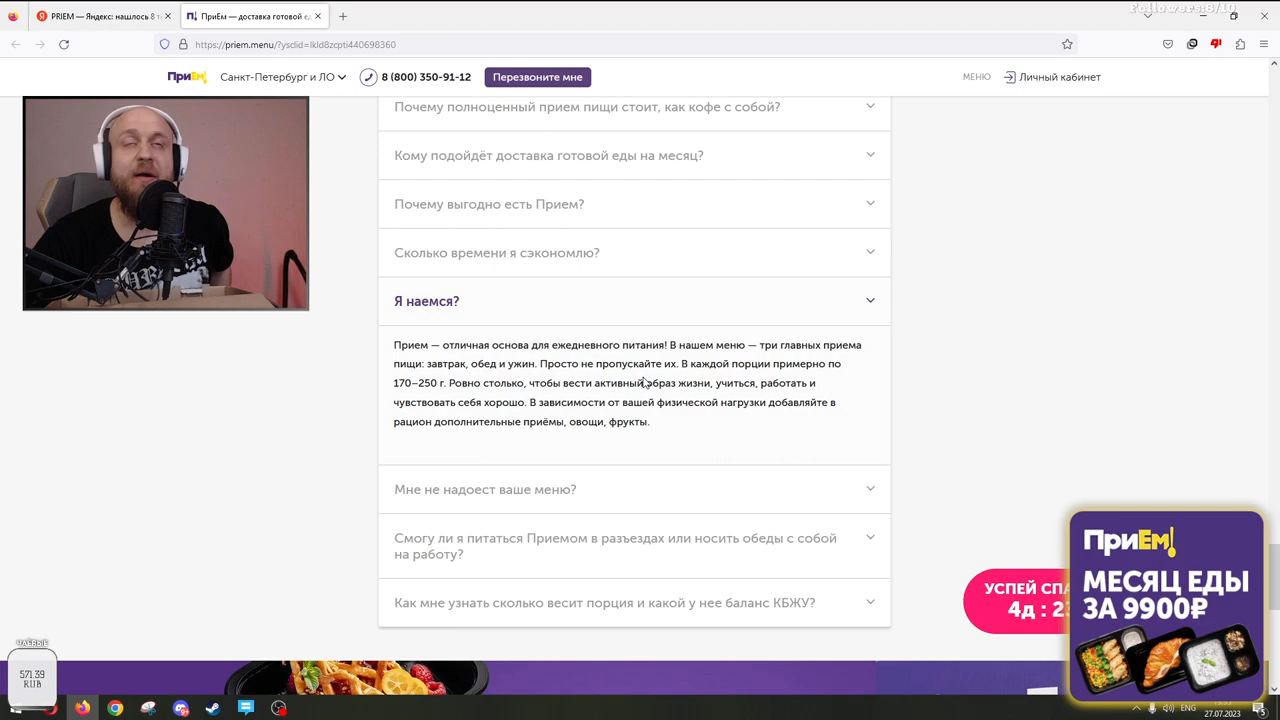 Followers:8/10
PRIEM — Яндекс: нашлось 8 т
ПриЕм — доставка готовой ед
https://priem.menu/?ysclid=lkld8zcpti440698360
ПриЕм!
Санкт-Петербург и ЛО
8 (800) 350-91-12
Перезвоните мне
МЕНЮ
Личный кабинет
Почему полноценный прием пищи стоит, как кофе с собой?
Кому подойдёт доставка готовой еды на месяц?
Почему выгодно есть Прием?
Сколько времени я сэкономлю?
Я наемся?
Прием — отличная основа для ежедневного питания! В нашем меню — три главных приема
пищи: завтрак, обед и ужин. Просто не пропускайте их. В каждой порции примерно по
170–250 г. Ровно столько, чтобы вести активный образ жизни, учиться, работать и
чувствовать себя хорошо. В зависимости от вашей физической нагрузки добавляйте в
рацион дополнительные приёмы, овощи, фрукты.
Мне не надоест ваше меню?
Смогу ли я питаться Приемом в разъездах или носить обеды с собой
на работу?
Как мне узнать сколько весит порция и какой у нее баланс КБЖУ?
УСПЕЙ СПА
4д : 2
ПриЕм!
МЕСЯЦ ЕДЫ
ЗА 9900₽
ЧАЕВЫЕ
571.39
RUB
ENG
27.07.2023
5